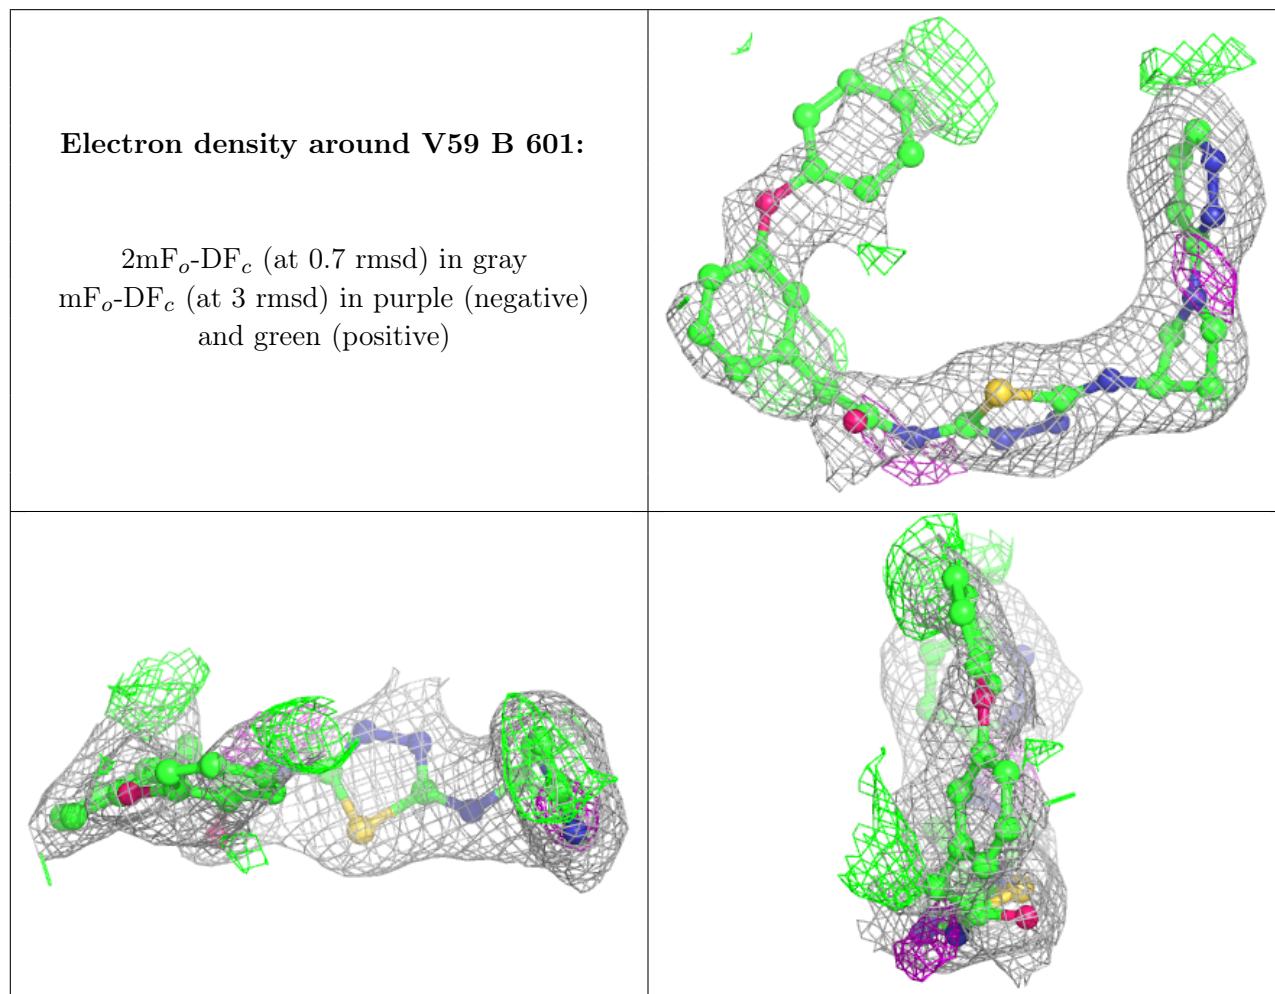 Electron density around V59 B 601:
2mFₒ-DF𝒸 (at 0.7 rmsd) in gray
mFₒ-DF𝒸 (at 3 rmsd) in purple (negative)
and green (positive)